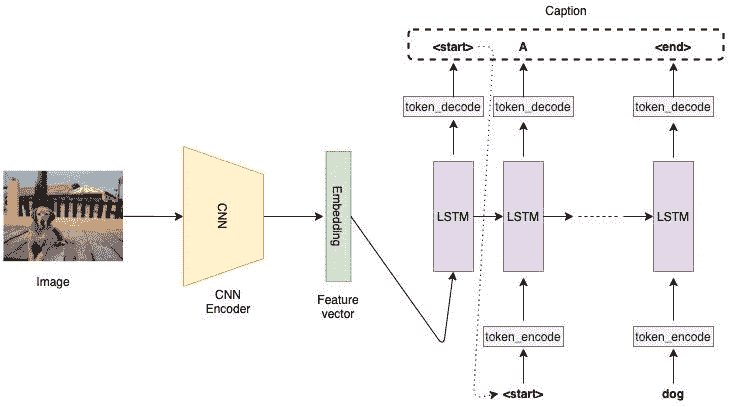 Caption
<start> A <end>
token_decode token_decode token_decode
CNN
Embedding
LSTM LSTM LSTM
Image
CNN
Encoder
Feature
vector
token_encode token_encode
<start> dog